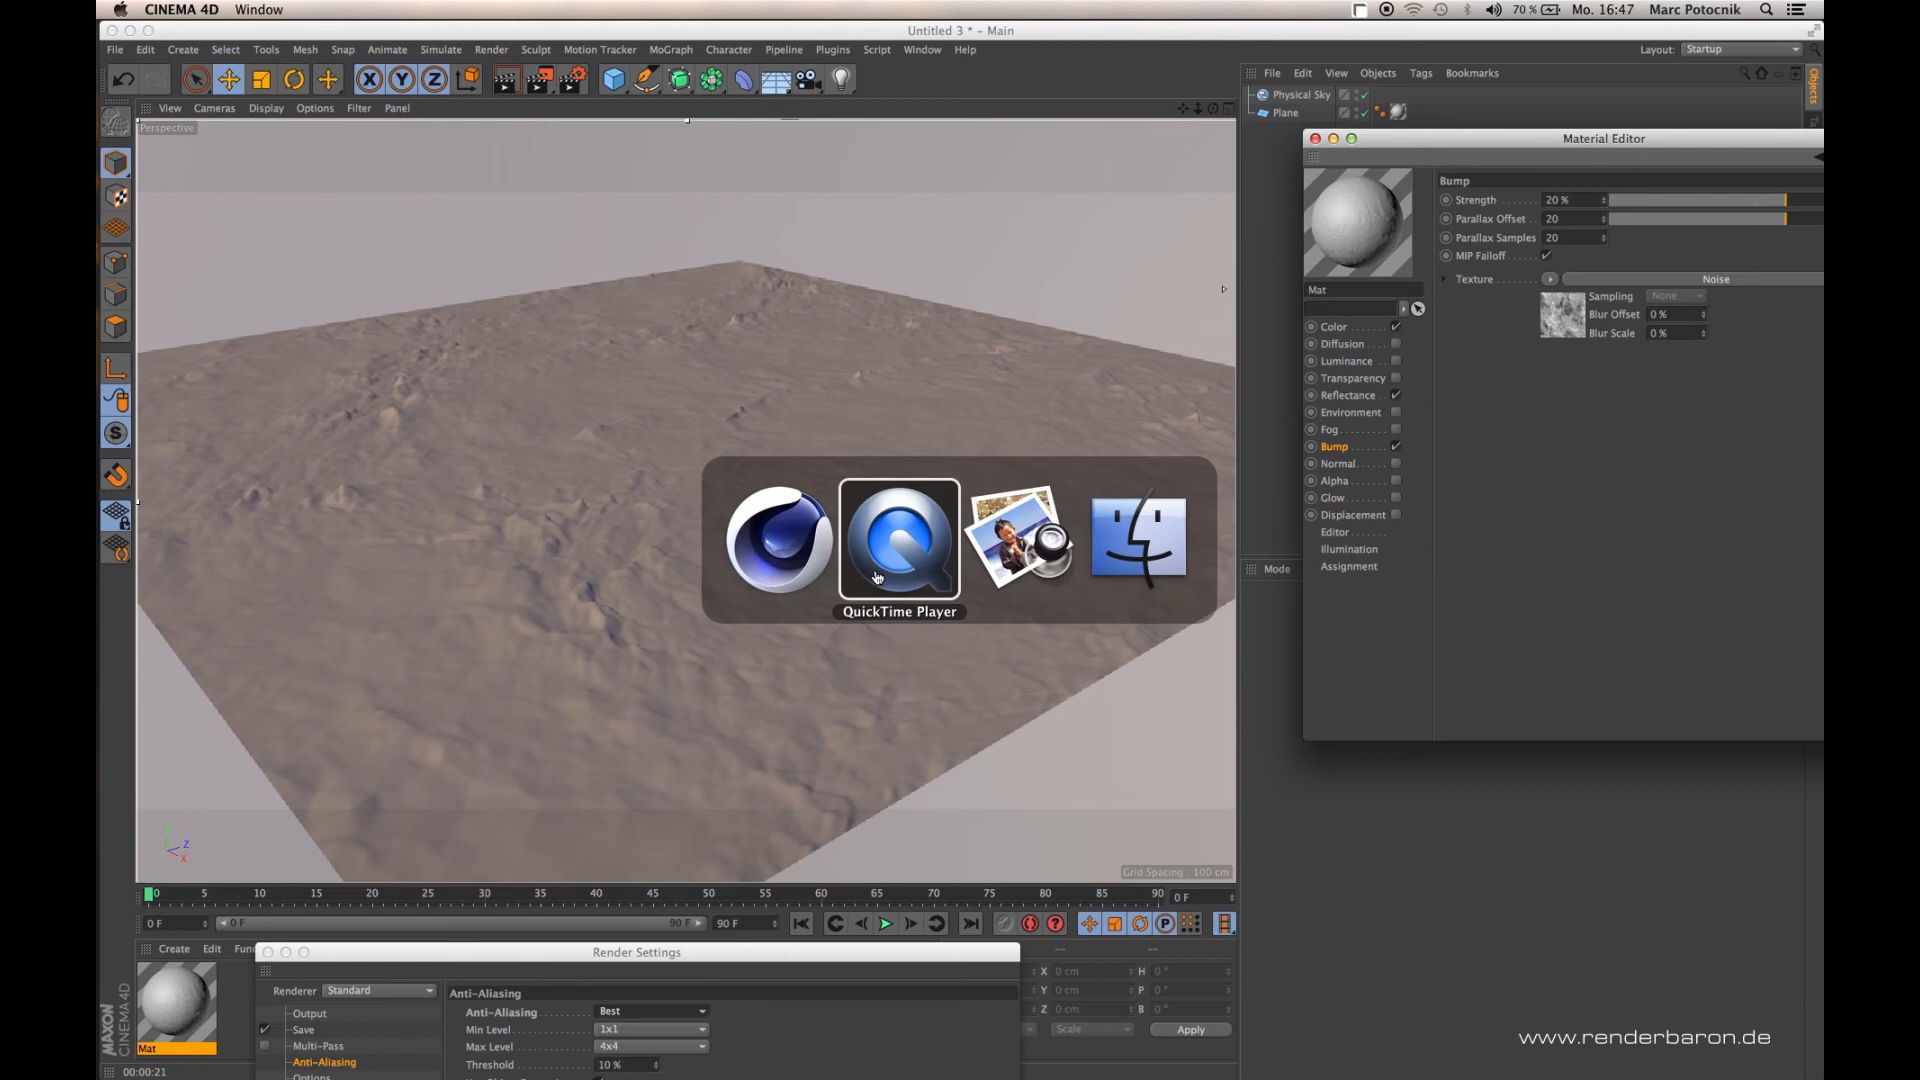 CINEMA 4D Window 70 % Mo. 16:47 Marc Potocnik
Untitled 3 * - Main
File Edit Create Select Tools Mesh Snap Animate Simulate Render Sculpt Motion Tracker MoGraph Character Pipeline Plugins Script Window Help Layout: Startup
File Edit View Objects Tags Bookmarks
Objects
Physical Sky
Plane
View Cameras Display Options Filter Panel
Perspective
Material Editor
Bump
Strength 20 %
Parallax Offset 20
Parallax Samples 20
MIP Falloff
Texture Noise
Sampling None
Blur Offset 0 %
Blur Scale 0 %
Mat
Color
Diffusion
Luminance
Transparency
Reflectance
Environment
Fog
Bump
Normal
Alpha
Glow
Displacement
Editor
Illumination
Assignment
Mode
QuickTime Player
Y
Z
X
Grid Spacing : 100 cm
0 5 10 15 20 25 30 35 40 45 50 55 60 65 70 75 80 85 90 0 F
0 F 0 F 90 F 90 F
Create Edit
Mat
MAXON
CINEMA 4D
00:00:21
Render Settings
Renderer Standard
Output
Save
Multi-Pass
Anti-Aliasing
Options
Anti-Aliasing
Anti-Aliasing Best
Min Level 1x1
Max Level 4x4
Threshold 10 %
X 0 cm H 0 °
Y 0 cm P 0 °
Z 0 cm B 0 °
Scale Apply
www.renderbaron.de